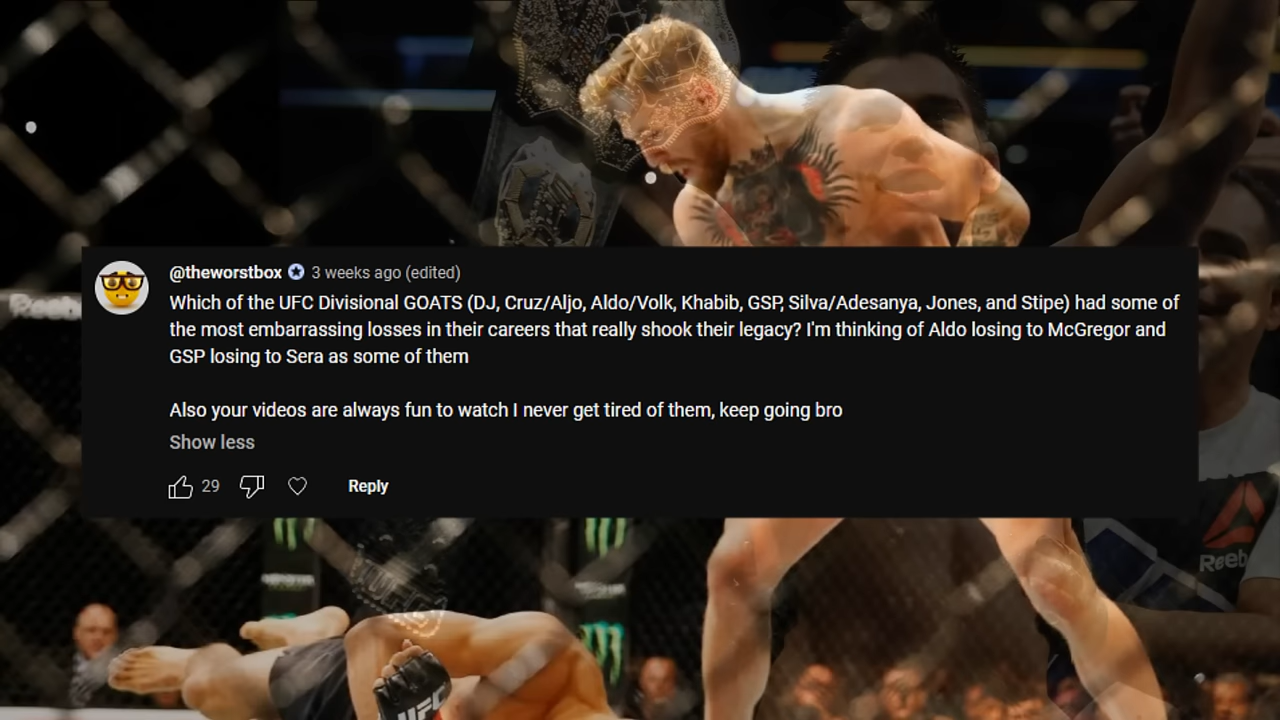 @theworstbox 3 weeks ago (edited)
Which of the UFC Divisional GOATS (DJ, Cruz/Aljo, Aldo/Volk, Khabib, GSP, Silva/Adesanya, Jones, and Stipe) had some of
the most embarrassing losses in their careers that really shook their legacy? I'm thinking of Aldo losing to McGregor and
GSP losing to Sera as some of them
Also your videos are always fun to watch I never get tired of them, keep going bro
Show less
29 Reply
Reebok
Reeb
UFC